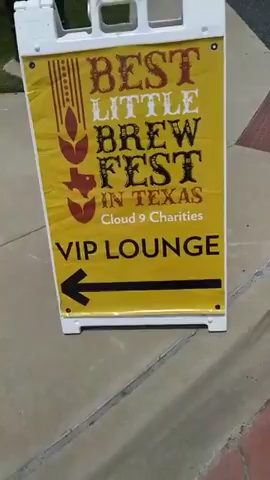 BEST
LITTLE
BREW
FEST
IN TEXAS
Cloud 9 Charities
VIP LOUNGE